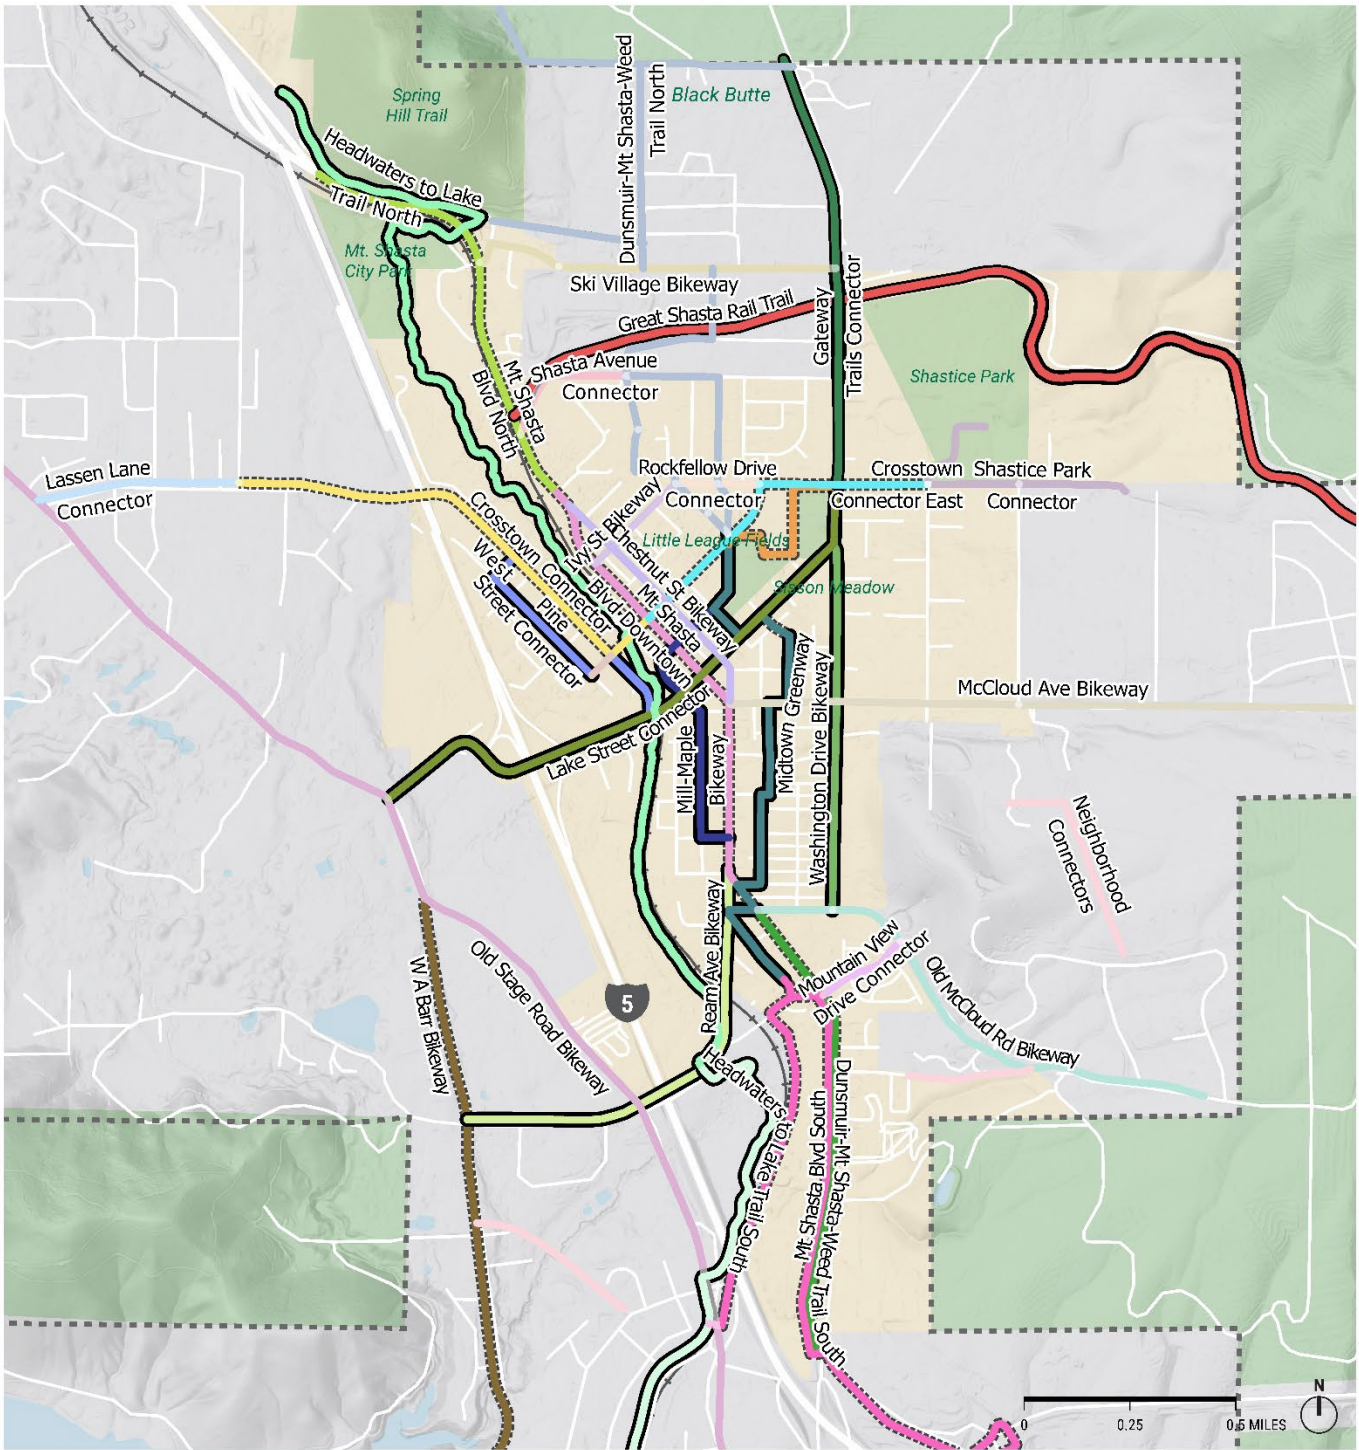 Spring
Hill Trail
Dunsmuir-Mt Shasta-Weed
Trail North
Black Butte
Headwaters to Lake
Trail North
Mt. Shasta
City Park
Ski Village Bikeway
Great Shasta Rail Trail
Gateway
Trails Connector
Shasta Avenue
Connector
Mt Shasta
Blvd North
Shastice Park
Lassen Lane
Connector
Rockfellow Drive
Connector
Crosstown
Connector East
Shastice Park
Connector
Crosstown Connector
Ivy St Bikeway
Chestnut St Bikeway
Little League Fields
Sisson Meadow
West
Pine
Street Connector
Mt Shasta
Blvd Downtown
Lake Street Connector
Mill-Maple
Bikeway
Midtown Greenway
Washington Drive Bikeway
McCloud Ave Bikeway
Neighborhood
Connectors
Ream Ave Bikeway
Mountain View
Drive Connector
Old McCloud Rd Bikeway
W A Barr Bikeway
Old Stage Road Bikeway
5
Headwaters to Lake Trail South
Mt Shasta Blvd South
Dunsmuir-Mt Shasta-Weed Trail South
N
0
0.25
0.5 MILES